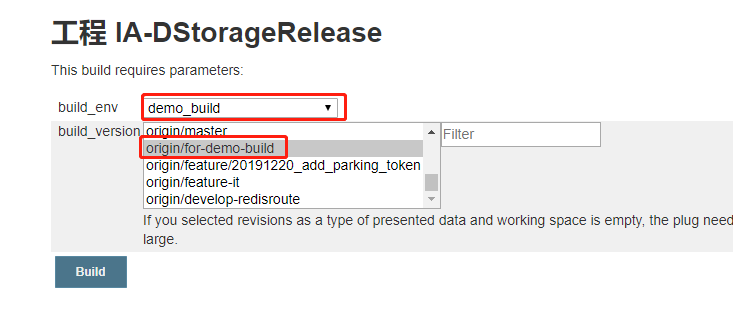 工程 IA-DStorageRelease
This build requires parameters:
build_env
demo_build
build_version
origin/master
origin/for-demo-build
origin/feature/20191220_add_parking_token
origin/feature-it
origin/develop-redisroute
Filter
If you selected revisions as a type of presented data and working space is empty, the plug need
large.
Build